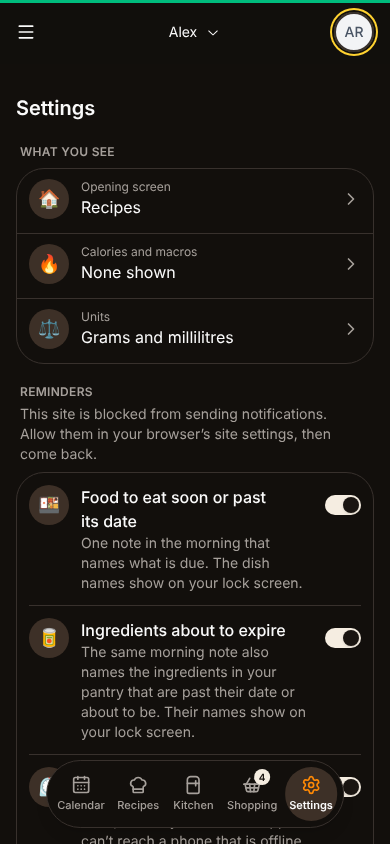 Alex
AR
Settings
WHAT YOU SEE
Opening screen
Recipes
Calories and macros
None shown
Units
Grams and millilitres
REMINDERS
This site is blocked from sending notifications.
Allow them in your browser's site settings, then
come back.
Food to eat soon or past
its date
One note in the morning that
names what is due. The dish
names show on your lock screen.
Ingredients about to expire
The same morning note also
names the ingredients in your
pantry that are past their date or
about to be. Their names show on
your lock screen.
4
Calendar
Recipes
Kitchen
Shopping
Settings
can't reach a phone that is offline